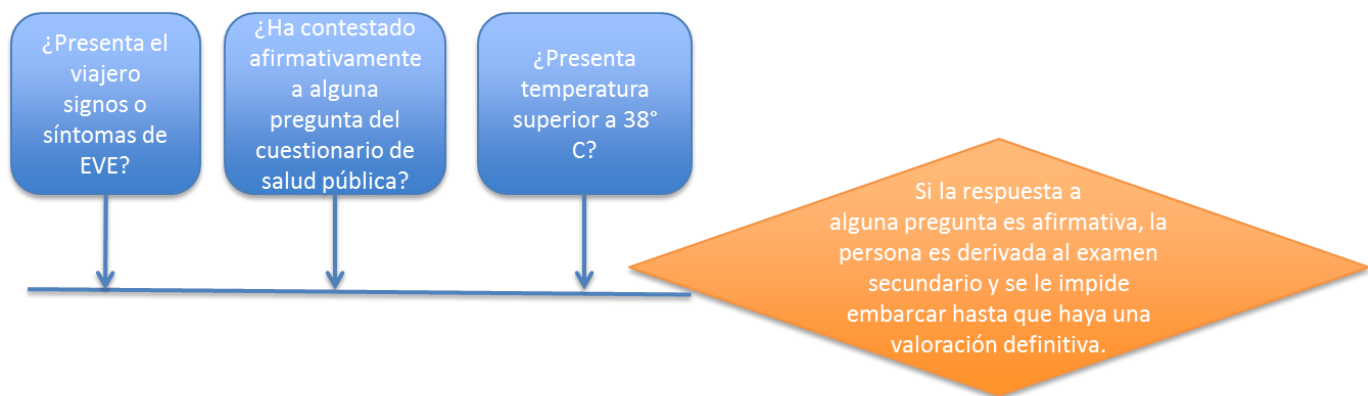 ¿Presenta el
viajero
signos o
síntomas de
EVE?
¿Ha contestado
afirmativamente
a alguna
pregunta del
cuestionario de
salud pública?
¿Presenta
temperatura
superior a 38°
C?
Si la respuesta a
alguna pregunta es afirmativa, la
persona es derivada al examen
secundario y se le impide
embarcar hasta que haya una
valoración definitiva.